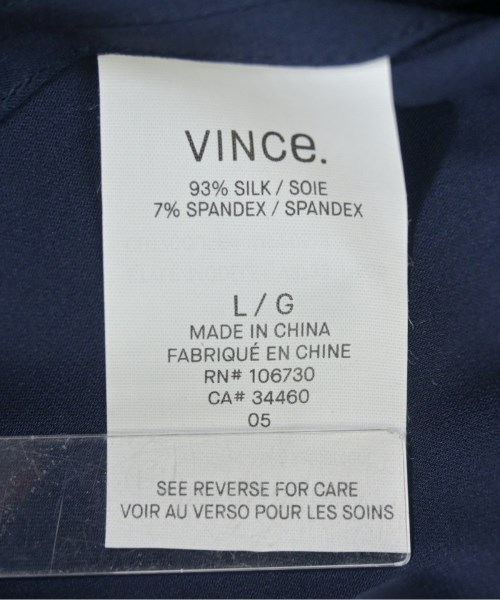 VINCe.
93% SILK / SOIE
7% SPANDEX / SPANDEX
L / G
MADE IN CHINA
FABRIQUÉ EN CHINE
RN# 106730
CA# 34460
05
SEE REVERSE FOR CARE
VOIR AU VERSO POUR LES SOINS